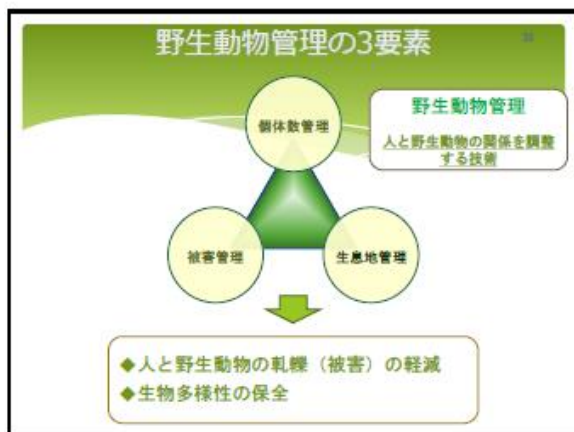 野生動物管理の3要素
個体数管理
野生動物管理
人と野生動物の関係を調整
する技術
被害管理
生息地管理
◆人と野生動物の軋轢（被害）の軽減
◆生物多様性の保全